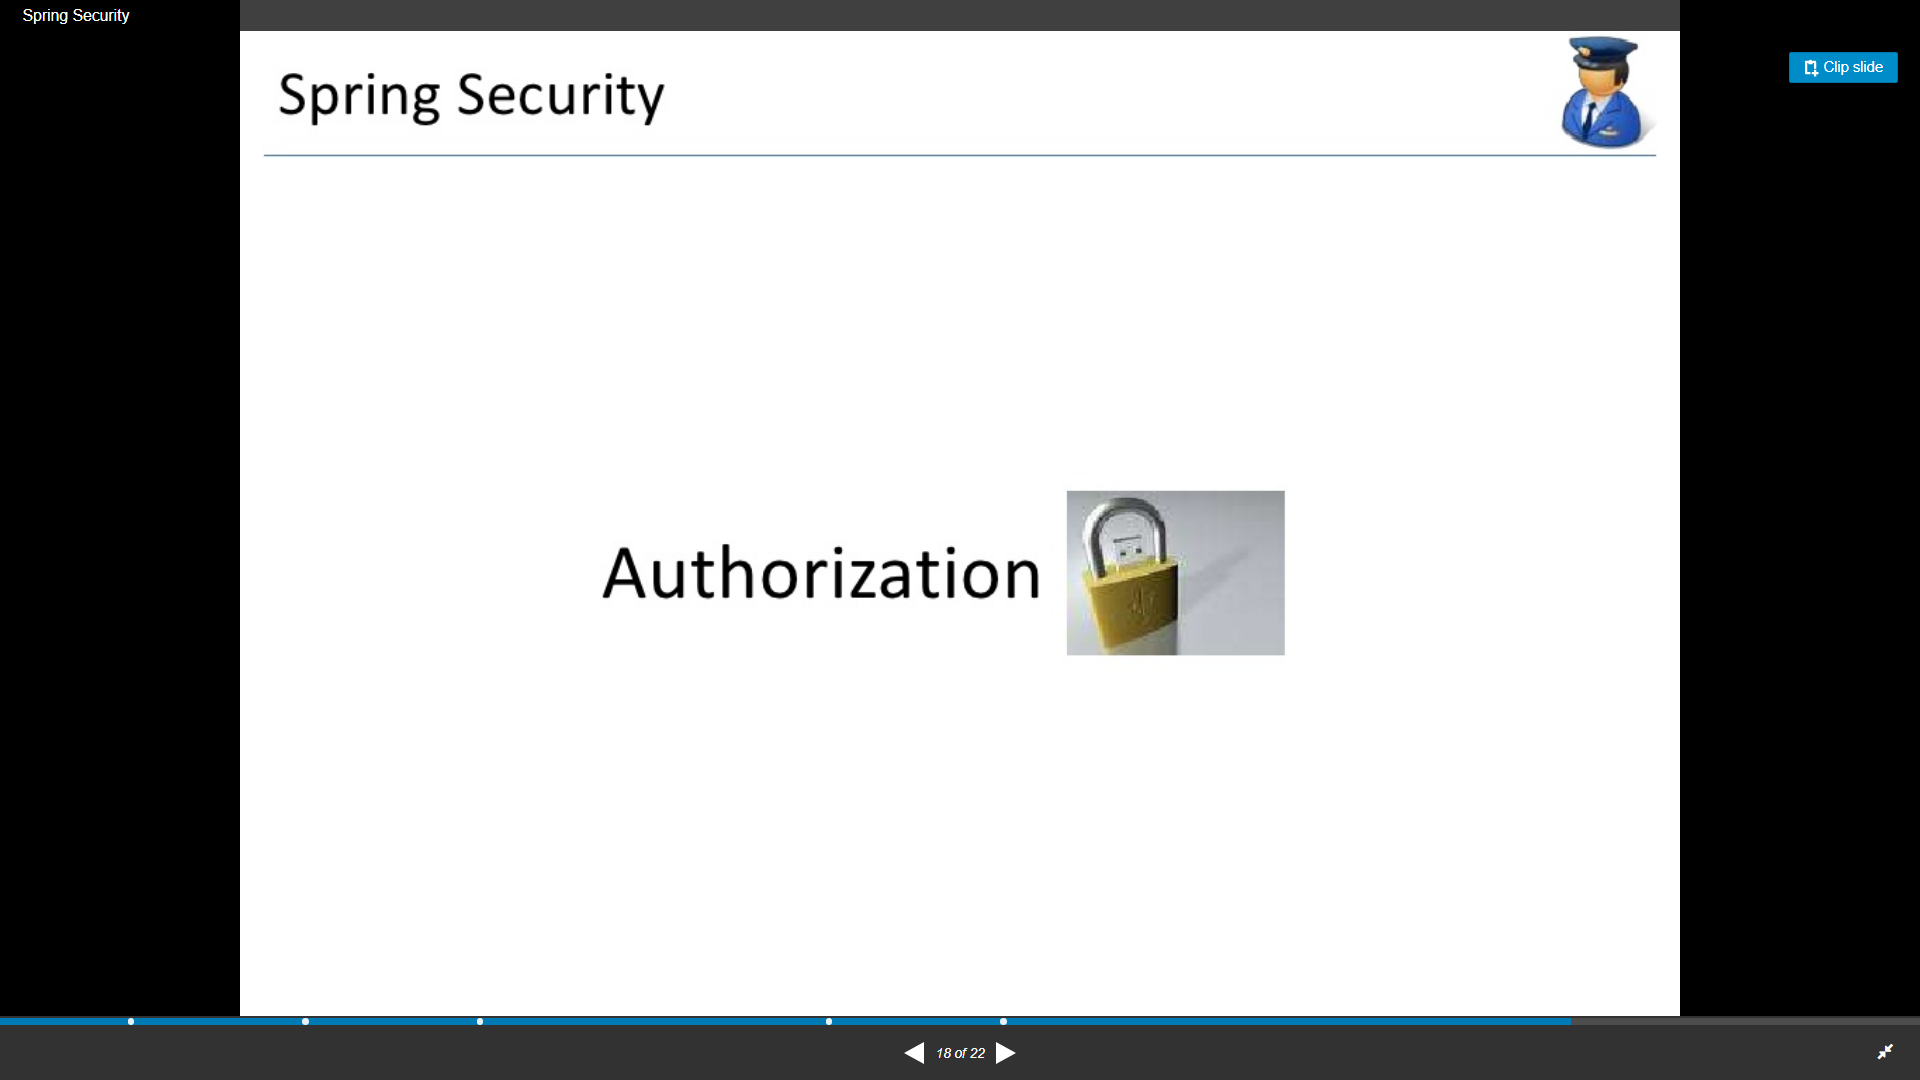 Spring Security
Clip slide
Spring Security
Authorization
18 of 22